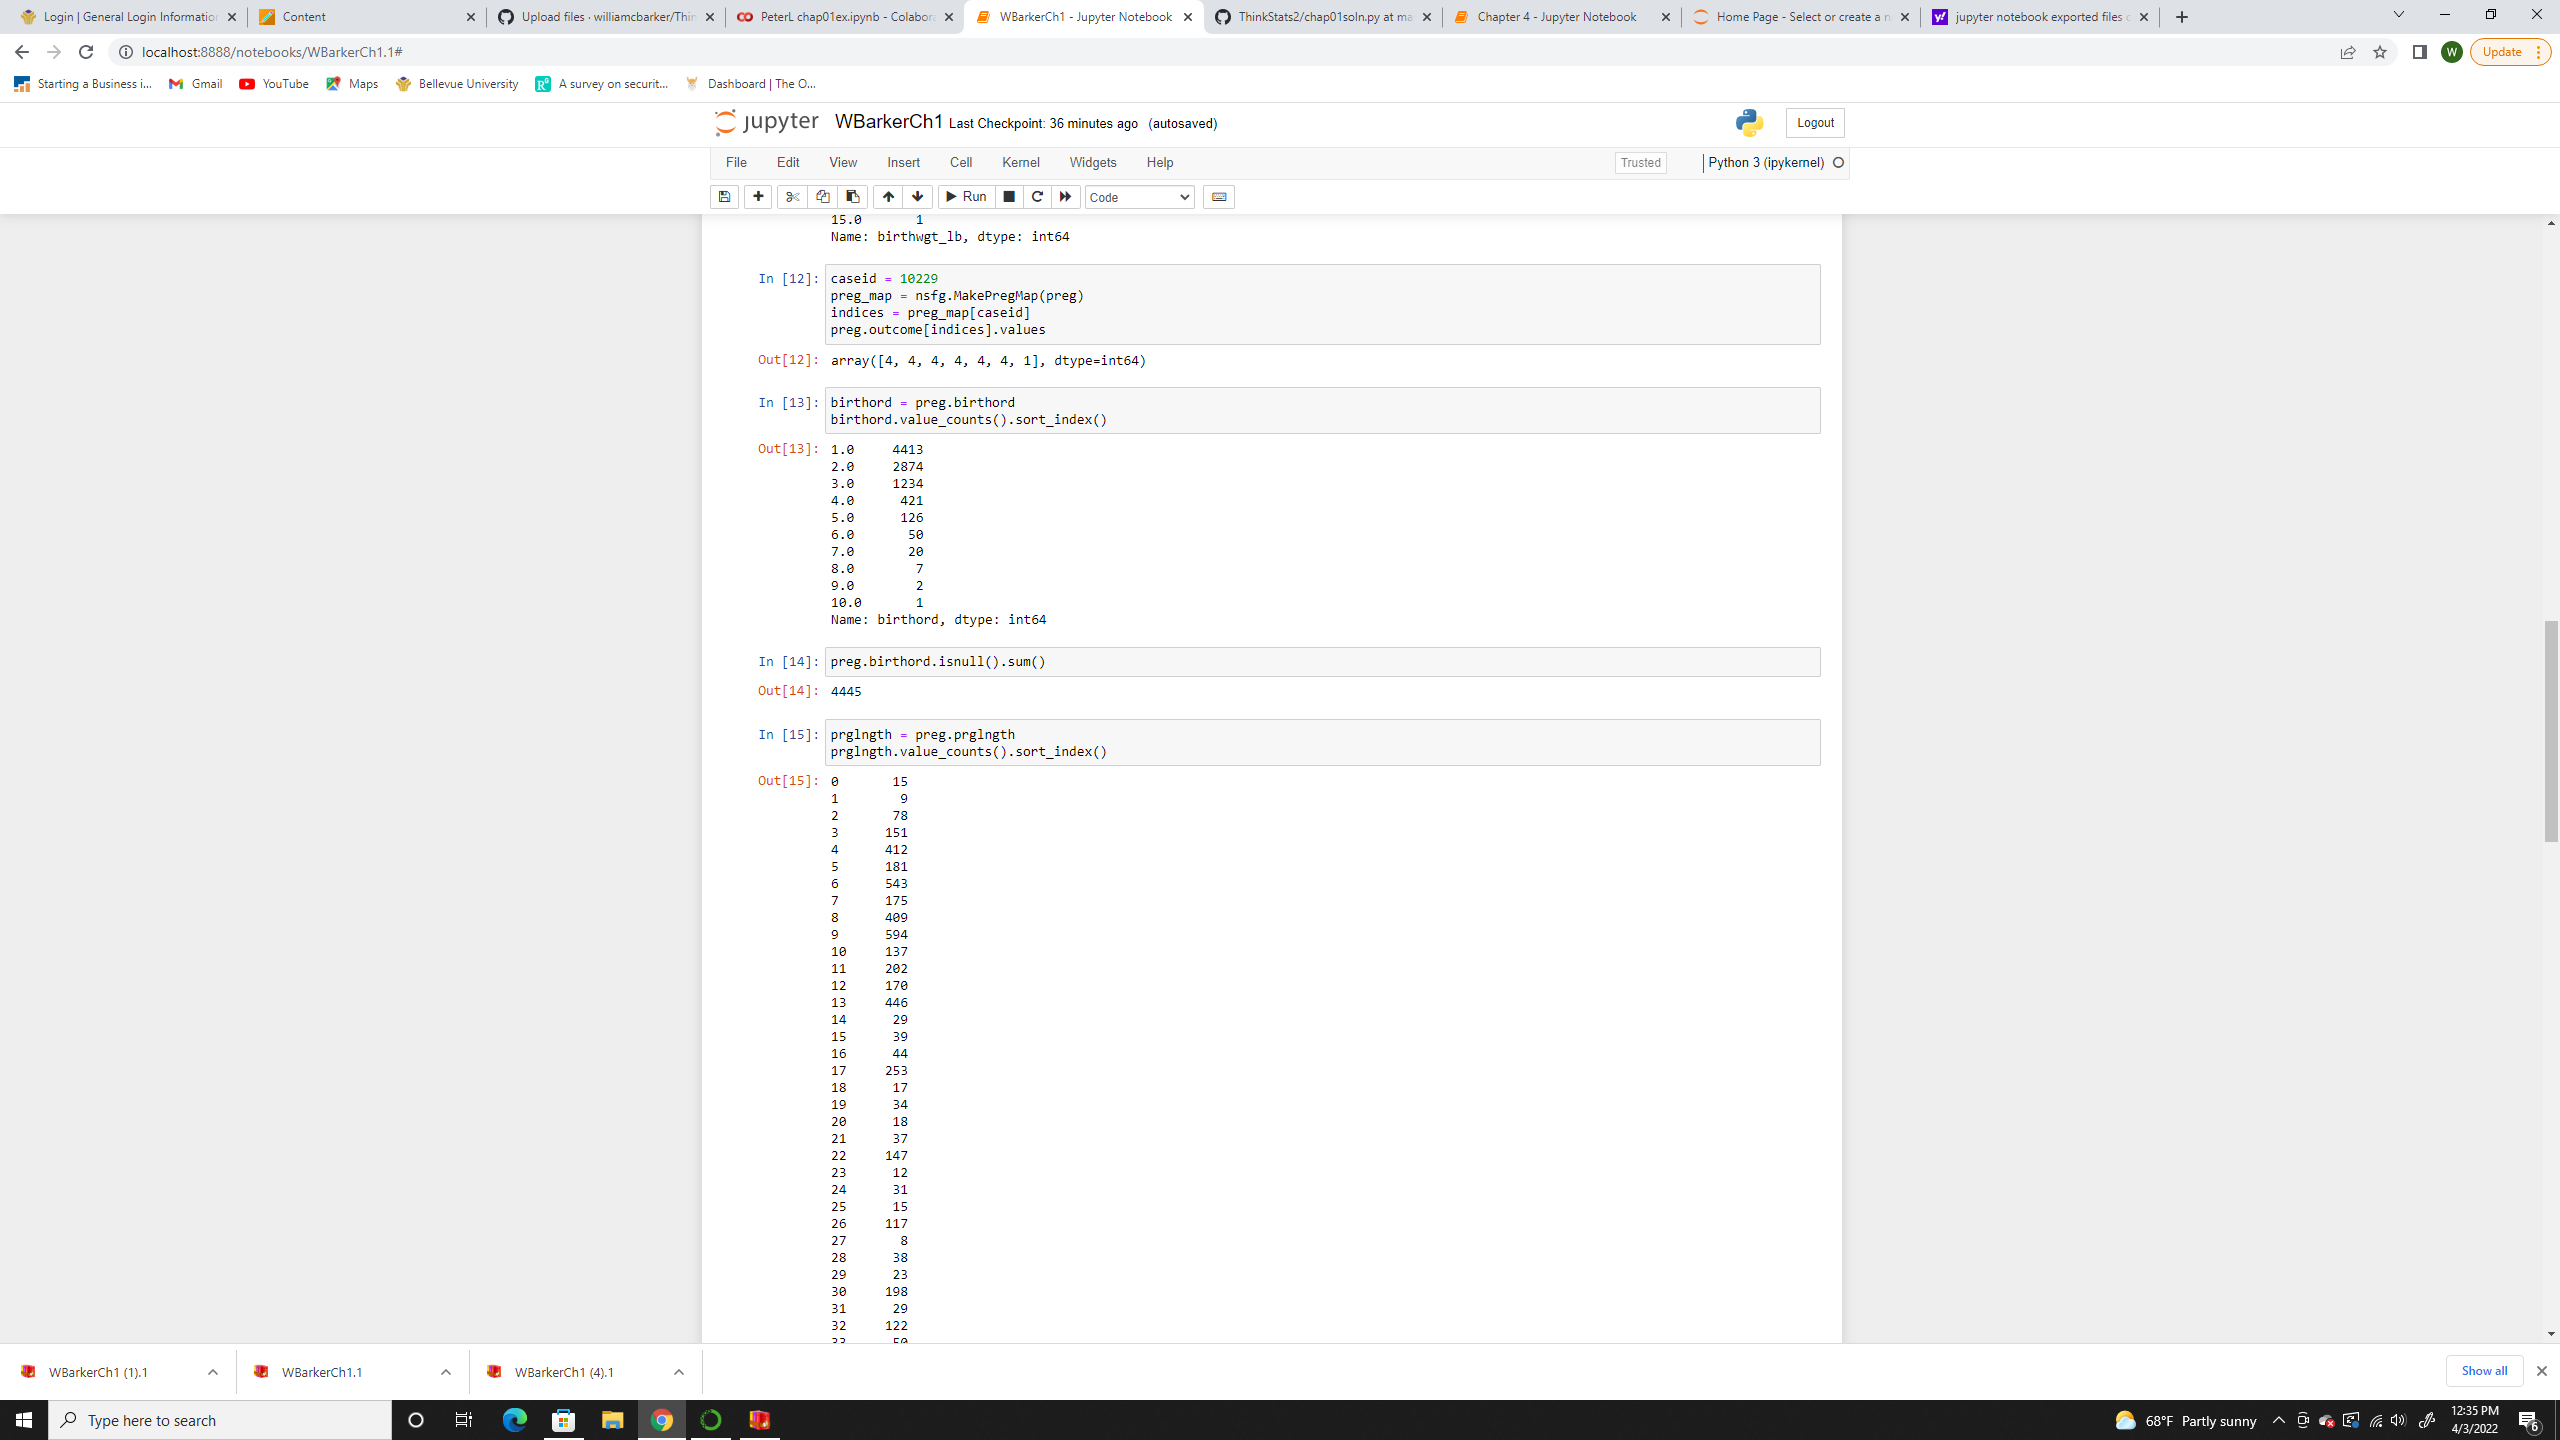 Login | General Login Information
Content
Upload files · williamcbarker/Thin
PeterL chap01ex.ipynb - Colabora
WBarkerCh1 - Jupyter Notebook
ThinkStats2/chap01soln.py at ma
Chapter 4 - Jupyter Notebook
Home Page - Select or create a n
jupyter notebook exported files c
localhost:8888/notebooks/WBarkerCh1.1#
W
Update
Starting a Business i...
Gmail
YouTube
Maps
Bellevue University
A survey on securit...
Dashboard | The O...
jupyter WBarkerCh1 Last Checkpoint: 36 minutes ago (autosaved)
Logout
File Edit View Insert Cell Kernel Widgets Help
Trusted
Python 3 (ipykernel)
Run
Code
15.0 1
Name: birthwgt_lb, dtype: int64
In [12]: caseid = 10229
preg_map = nsfg.MakePregMap(preg)
indices = preg_map[caseid]
preg.outcome[indices].values
Out[12]: array([4, 4, 4, 4, 4, 4, 1], dtype=int64)
In [13]: birthord = preg.birthord
birthord.value_counts().sort_index()
Out[13]: 1.0 4413
2.0 2874
3.0 1234
4.0 421
5.0 126
6.0 50
7.0 20
8.0 7
9.0 2
10.0 1
Name: birthord, dtype: int64
In [14]: preg.birthord.isnull().sum()
Out[14]: 4445
In [15]: prglngth = preg.prglngth
prglngth.value_counts().sort_index()
Out[15]: 0 15
1 9
2 78
3 151
4 412
5 181
6 543
7 175
8 409
9 594
10 137
11 202
12 170
13 446
14 29
15 39
16 44
17 253
18 17
19 34
20 18
21 37
22 147
23 12
24 31
25 15
26 117
27 8
28 38
29 23
30 198
31 29
32 122
33 50
WBarkerCh1 (1).1
WBarkerCh1.1
WBarkerCh1 (4).1
Show all
Type here to search
68°F Partly sunny
12:35 PM
4/3/2022
6